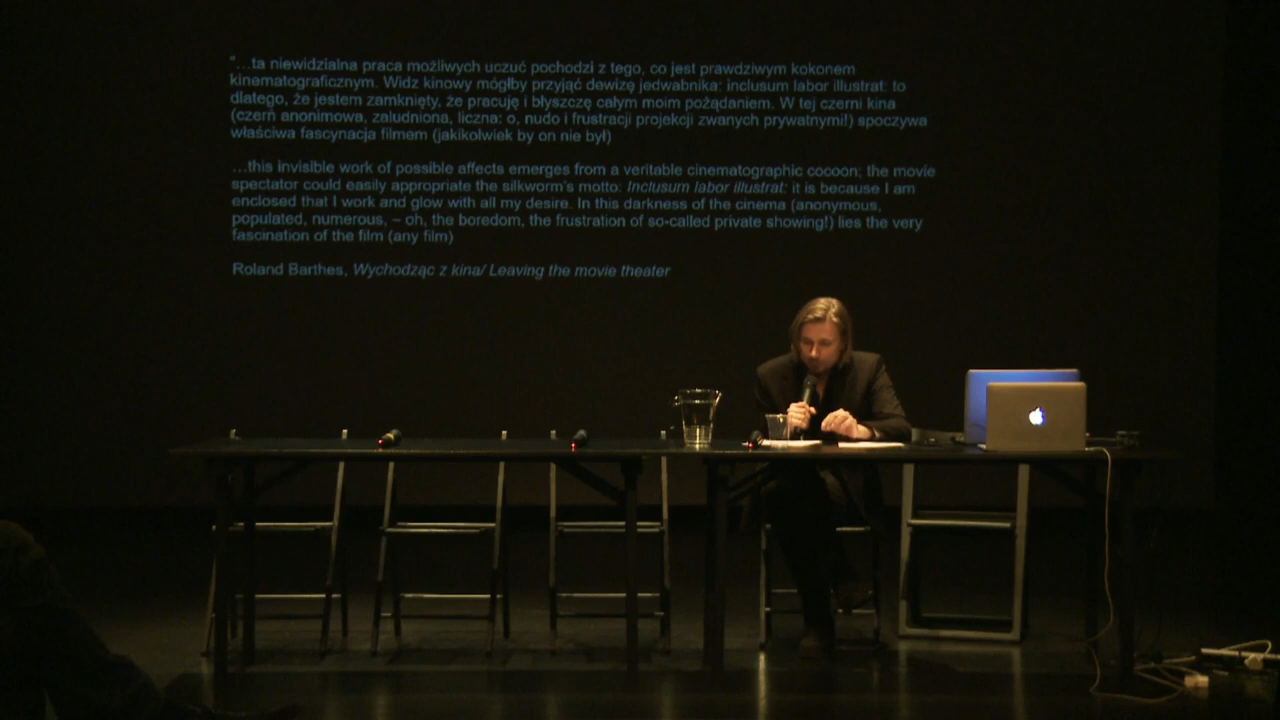 "…ta niewidzialna praca możliwych uczuć pochodzi z tego, co jest prawdziwym kokonem
kinematograficznym. Widz kinowy mógłby przyjąć dewizę jedwabnika: inclusum labor illustrat: to
dlatego, że jestem zamknięty, że pracuję i błyszczę całym moim pożądaniem. W tej czerni kina
(czerń anonimowa, zaludniona, liczna: o, nudo i frustracji projekcji zwanych prywatnymi!) spoczywa
właściwa fascynacja filmem (jakikolwiek by on nie był)
…this invisible work of possible affects emerges from a veritable cinematographic cocoon; the movie
spectator could easily appropriate the silkworm's motto: Inclusum labor illustrat: it is because I am
enclosed that I work and glow with all my desire. In this darkness of the cinema (anonymous,
populated, numerous, – oh, the boredom, the frustration of so-called private showing!) lies the very
fascination of the film (any film)
Roland Barthes, Wychodząc z kina/ Leaving the movie theater